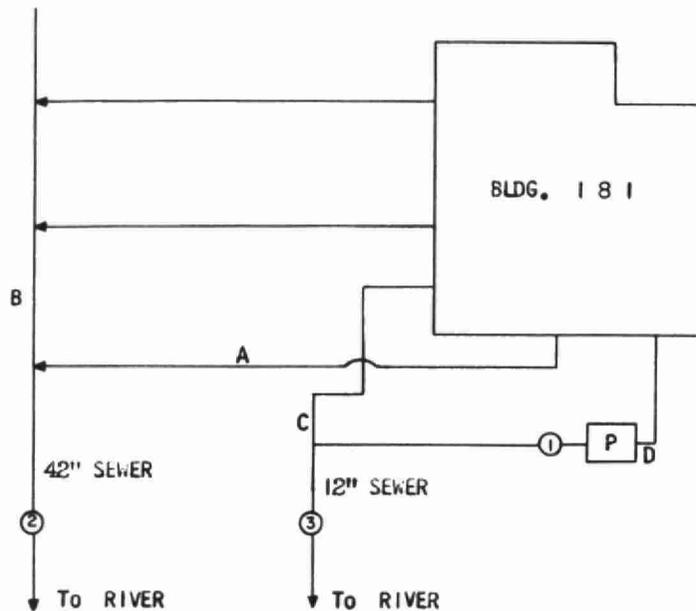 BLDG. 181
B
A
C
1
P
D
42" SEWER
12" SEWER
2
3
To RIVER
To RIVER